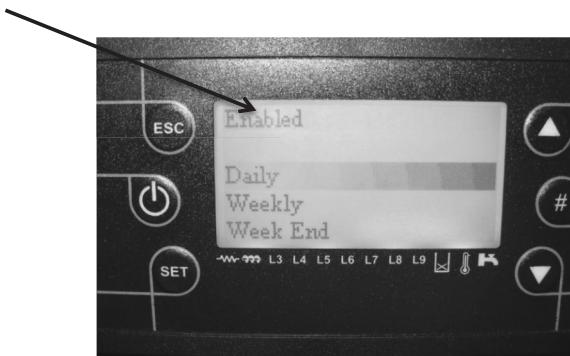 ESC
Enabled
Daily
Weekly
#
Week End
L3 L4 L5 L6 L7 L8 L9
SET